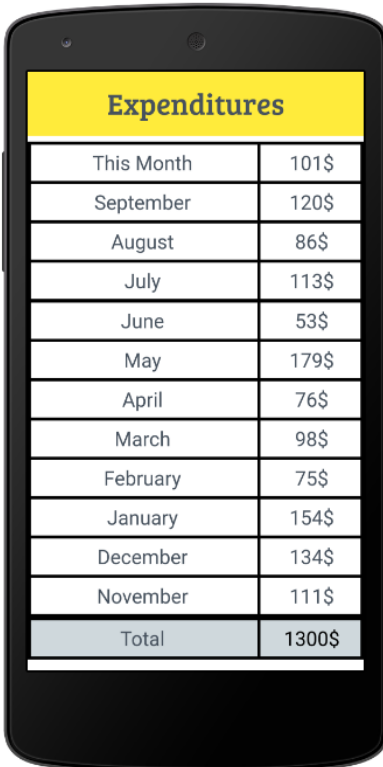 Expenditures
This Month 101$
September 120$
August 86$
July 113$
June 53$
May 179$
April 76$
March 98$
February 75$
January 154$
December 134$
November 111$
Total 1300$